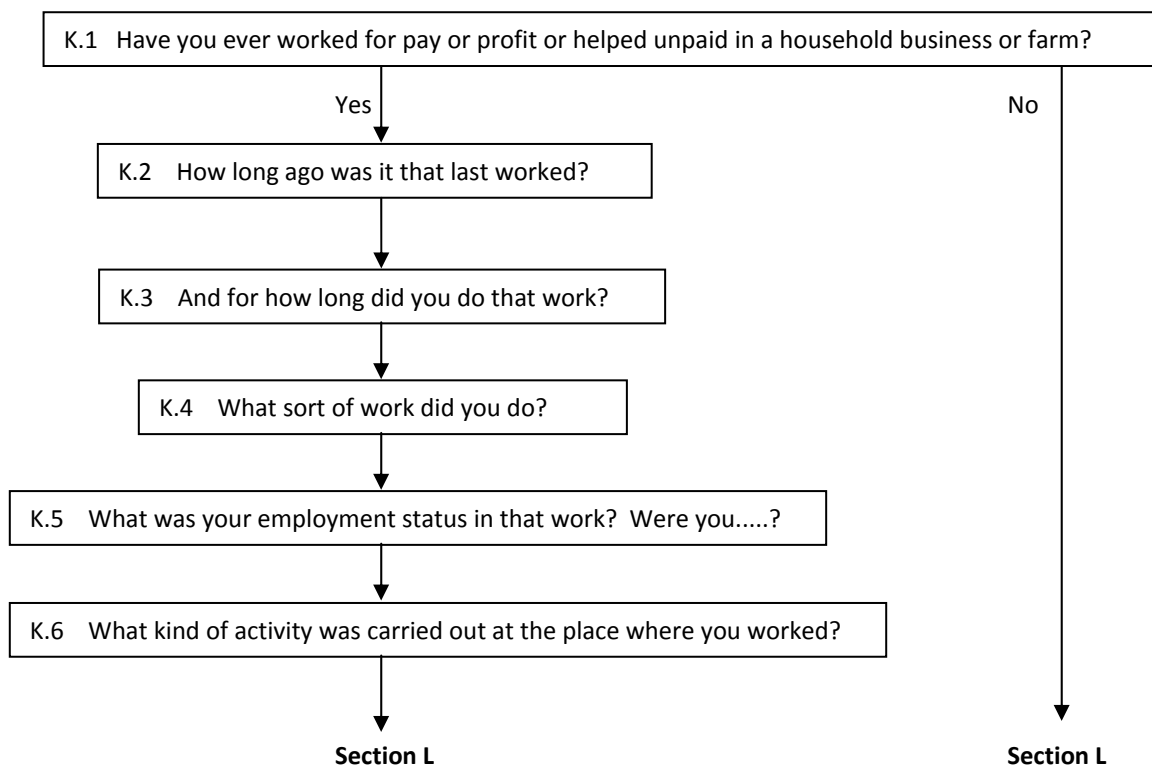 K.1 Have you ever worked for pay or profit or helped unpaid in a household business or farm?
Yes
No
K.2 How long ago was it that last worked?
K.3 And for how long did you do that work?
K.4 What sort of work did you do?
K.5 What was your employment status in that work? Were you.....?
K.6 What kind of activity was carried out at the place where you worked?
Section L
Section L